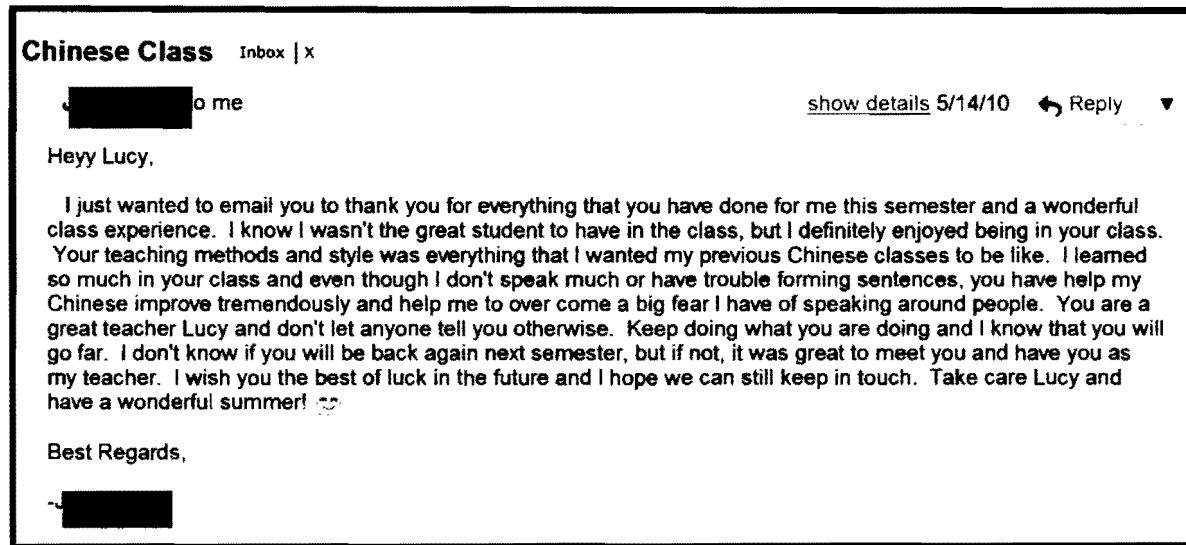 Chinese Class Inbox | x
o me show details 5/14/10 Reply
Heyy Lucy,
I just wanted to email you to thank you for everything that you have done for me this semester and a wonderful
class experience. I know I wasn't the great student to have in the class, but I definitely enjoyed being in your class.
Your teaching methods and style was everything that I wanted my previous Chinese classes to be like. I learned
so much in your class and even though I don't speak much or have trouble forming sentences, you have help my
Chinese improve tremendously and help me to over come a big fear I have of speaking around people. You are a
great teacher Lucy and don't let anyone tell you otherwise. Keep doing what you are doing and I know that you will
go far. I don't know if you will be back again next semester, but if not, it was great to meet you and have you as
my teacher. I wish you the best of luck in the future and I hope we can still keep in touch. Take care Lucy and
have a wonderful summer!
Best Regards,